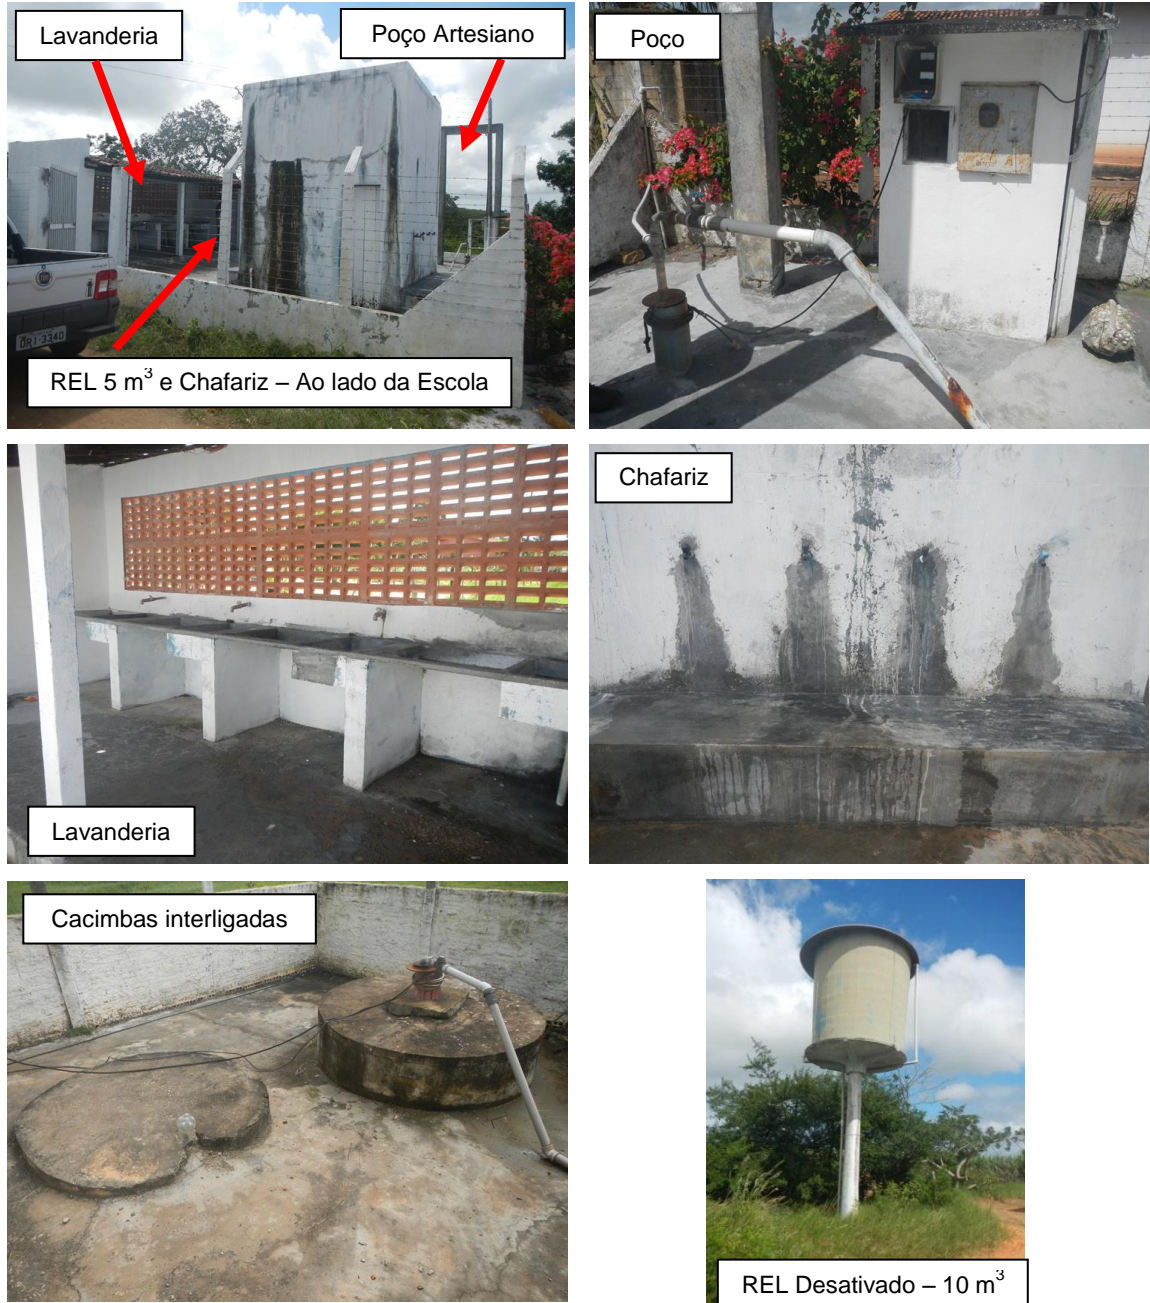 Lavanderia
Poço Artesiano
REL 5 m³ e Chafariz – Ao lado da Escola
Poço
Lavanderia
Chafariz
Cacimbas interligadas
REL Desativado – 10 m³